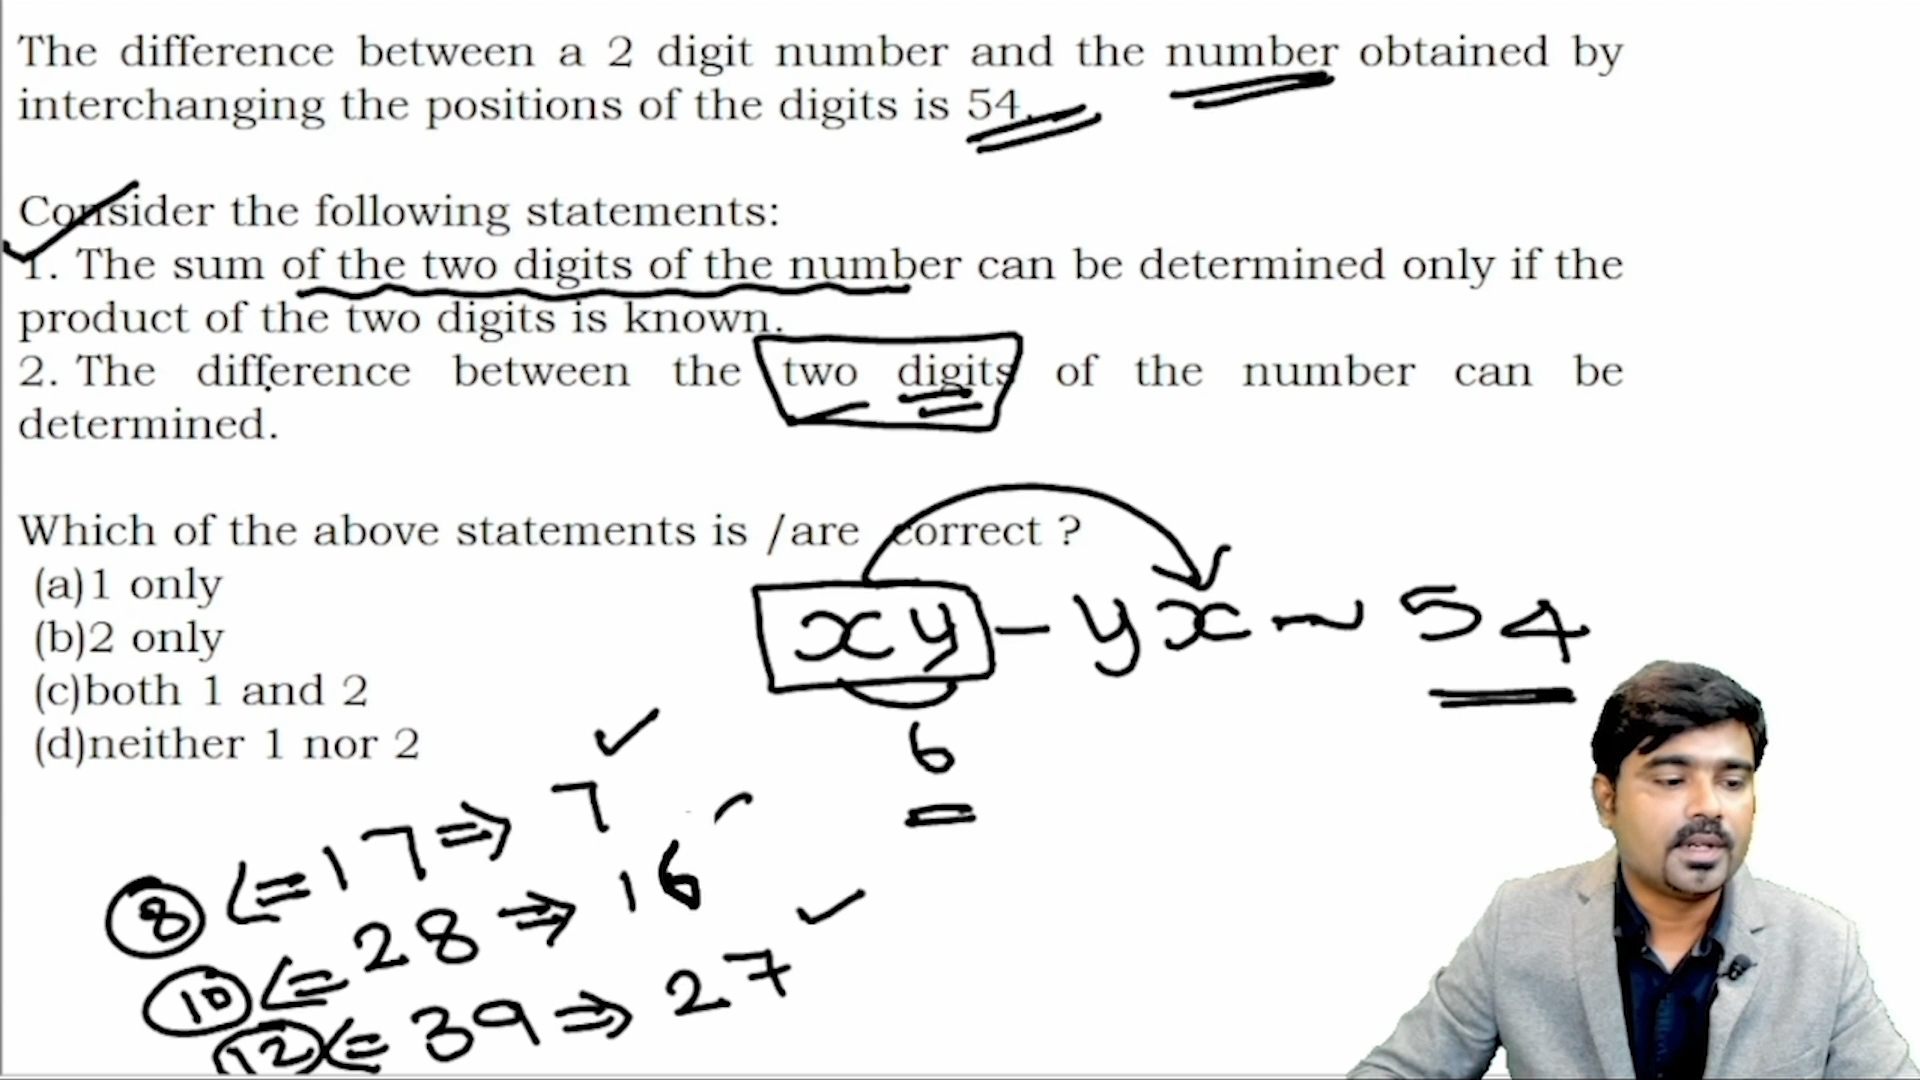 The difference between a 2 digit number and the number obtained by
interchanging the positions of the digits is 54.
Consider the following statements:
1. The sum of the two digits of the number can be determined only if the
product of the two digits is known.
2. The difference between the two digits of the number can be
determined.
Which of the above statements is /are correct ?
(a)1 only
(b)2 only
(c)both 1 and 2
(d)neither 1 nor 2
xy - yx ~ 54
6
8 <= 17 => 7
10 <= 28 => 16
12 <= 39 => 27